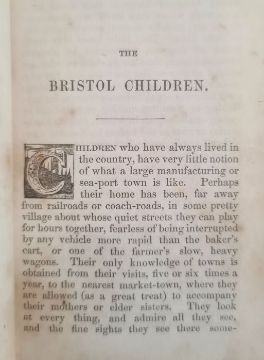 THE
BRISTOL CHILDREN.
CHILDREN who have always lived in
the country, have very little notion
of what a large manufacturing or
sea-port town is like. Perhaps
their home has been, far away
from railroads or coach-roads, in some pretty
village about whose quiet streets they can play
for hours together, fearless of being interrupted
by any vehicle more rapid than the baker's
cart, or one of the farmer's slow, heavy
wagons. Their only knowledge of towns is
obtained from their visits, five or six times a
year, to the nearest market-town, where they
are allowed (as a great treat) to accompany
their mothers or elder sisters. They look
at every thing, and admire all they see,
and the fine sights they see there some-